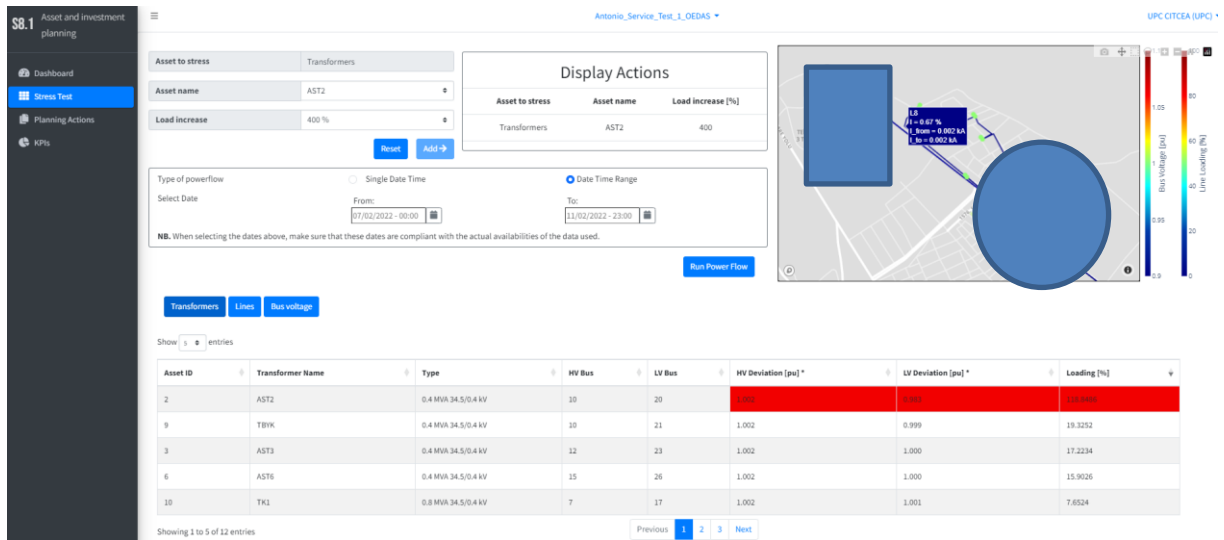 S8.1 Asset and investment planning
Antonio_Service_Test_1_OEDAS
UPC CITCEA (UPC)
Dashboard
Stress Test
Planning Actions
KPIs
Asset to stress Transformers
Asset name AST2
Load increase 400 %
Reset Add
Display Actions
Asset to stress Asset name Load increase [%]
Transformers AST2 400
Type of powerflow Single Date Time Date Time Range
Select Date From: To:
07/02/2022 - 00:00 11/02/2022 - 23:00
NB. When selecting the dates above, make sure that these dates are compliant with the actual availabilities of the data used.
Run Power Flow
L8
I = 0.67 %
I_from = 0.002 kA
I_to = 0.002 kA
1.05
1
0.95
0.9
Bus Voltage [pu]
80
60
40
20
0
Line Loading [%]
Transformers Lines Bus voltage
Show 5 entries
Asset ID Transformer Name Type HV Bus LV Bus HV Deviation [pu] * LV Deviation [pu] * Loading [%]
2 AST2 0.4 MVA 34.5/0.4 kV 10 20 1.002
9 TBYK 0.4 MVA 34.5/0.4 kV 10 21 1.002 0.999 19.3252
3 AST3 0.4 MVA 34.5/0.4 kV 12 23 1.002 1.000 17.2234
6 AST6 0.4 MVA 34.5/0.4 kV 15 26 1.002 1.000 15.9026
10 TK1 0.8 MVA 34.5/0.4 kV 7 17 1.002 1.001 7.6524
Showing 1 to 5 of 12 entries
Previous 1 2 3 Next